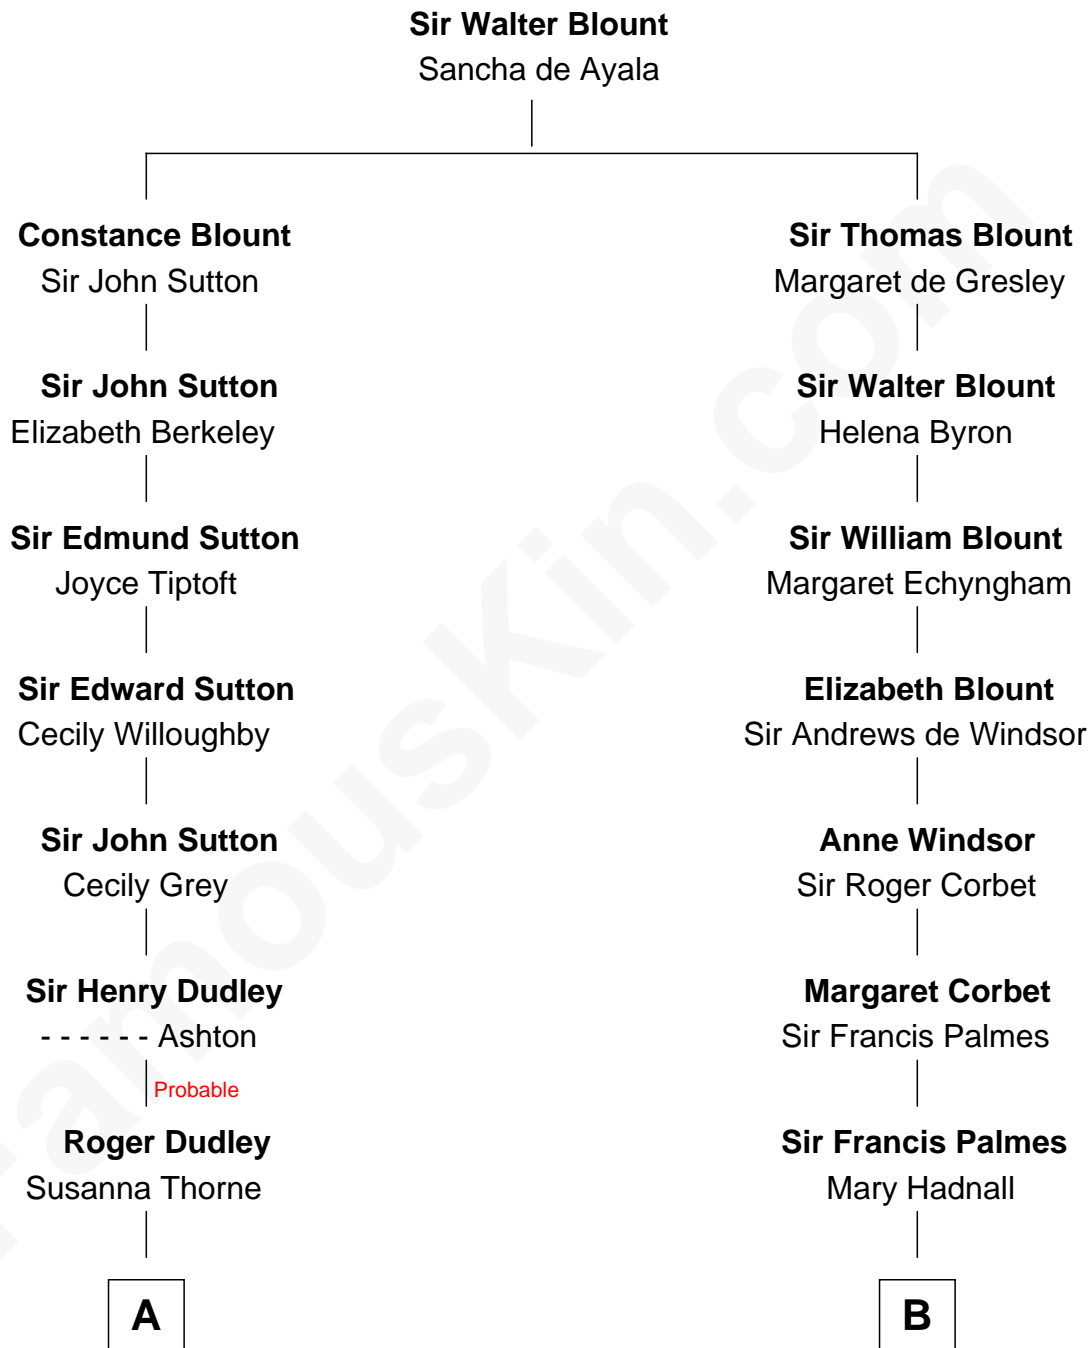 Sir Walter Blount
Sancha de Ayala
Constance Blount
Sir John Sutton
Sir Thomas Blount
Margaret de Gresley
Sir John Sutton
Elizabeth Berkeley
Sir Walter Blount
Helena Byron
Sir Edmund Sutton
Joyce Tiptoft
Sir William Blount
Margaret Echyngham
Sir Edward Sutton
Cecily Willoughby
Elizabeth Blount
Sir Andrews de Windsor
Sir John Sutton
Cecily Grey
Anne Windsor
Sir Roger Corbet
Sir Henry Dudley
- - - - - - Ashton
Margaret Corbet
Sir Francis Palmes
Probable
Roger Dudley
Susanna Thorne
Sir Francis Palmes
Mary Hadnall
A
B
FamousKin.com